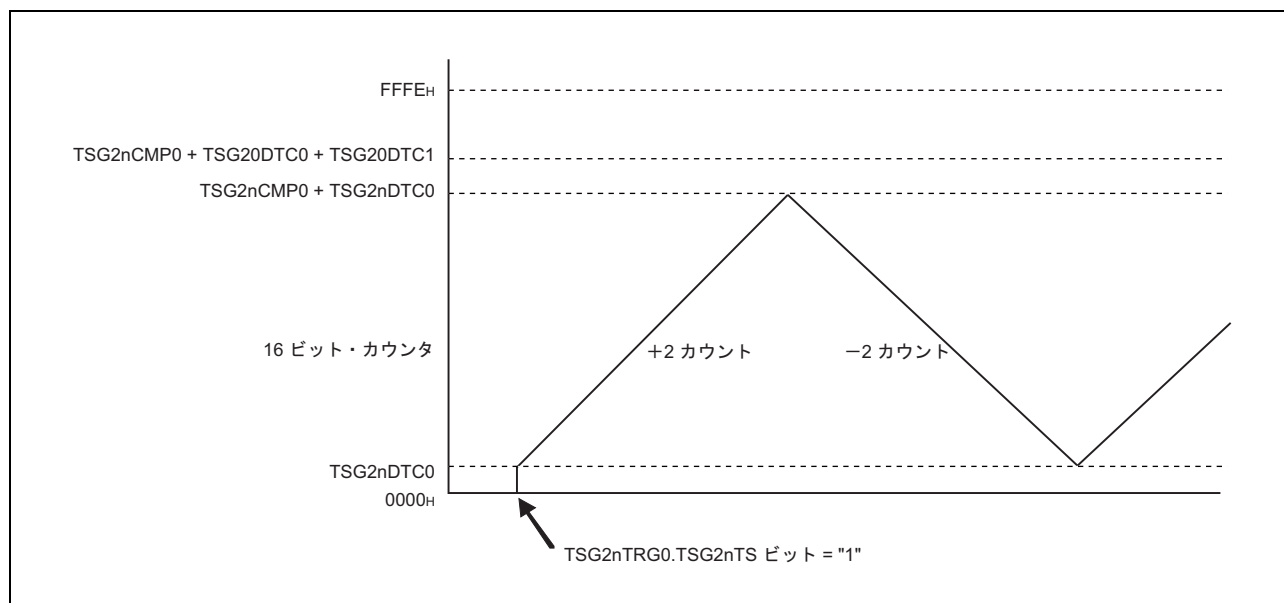 FFFEH
TSG2nCMP0 + TSG20DTC0 + TSG20DTC1
TSG2nCMP0 + TSG2nDTC0
16 ビット・カウンタ
+2 カウント
-2 カウント
TSG2nDTC0
0000H
TSG2nTRG0.TSG2nTS ビット = "1"